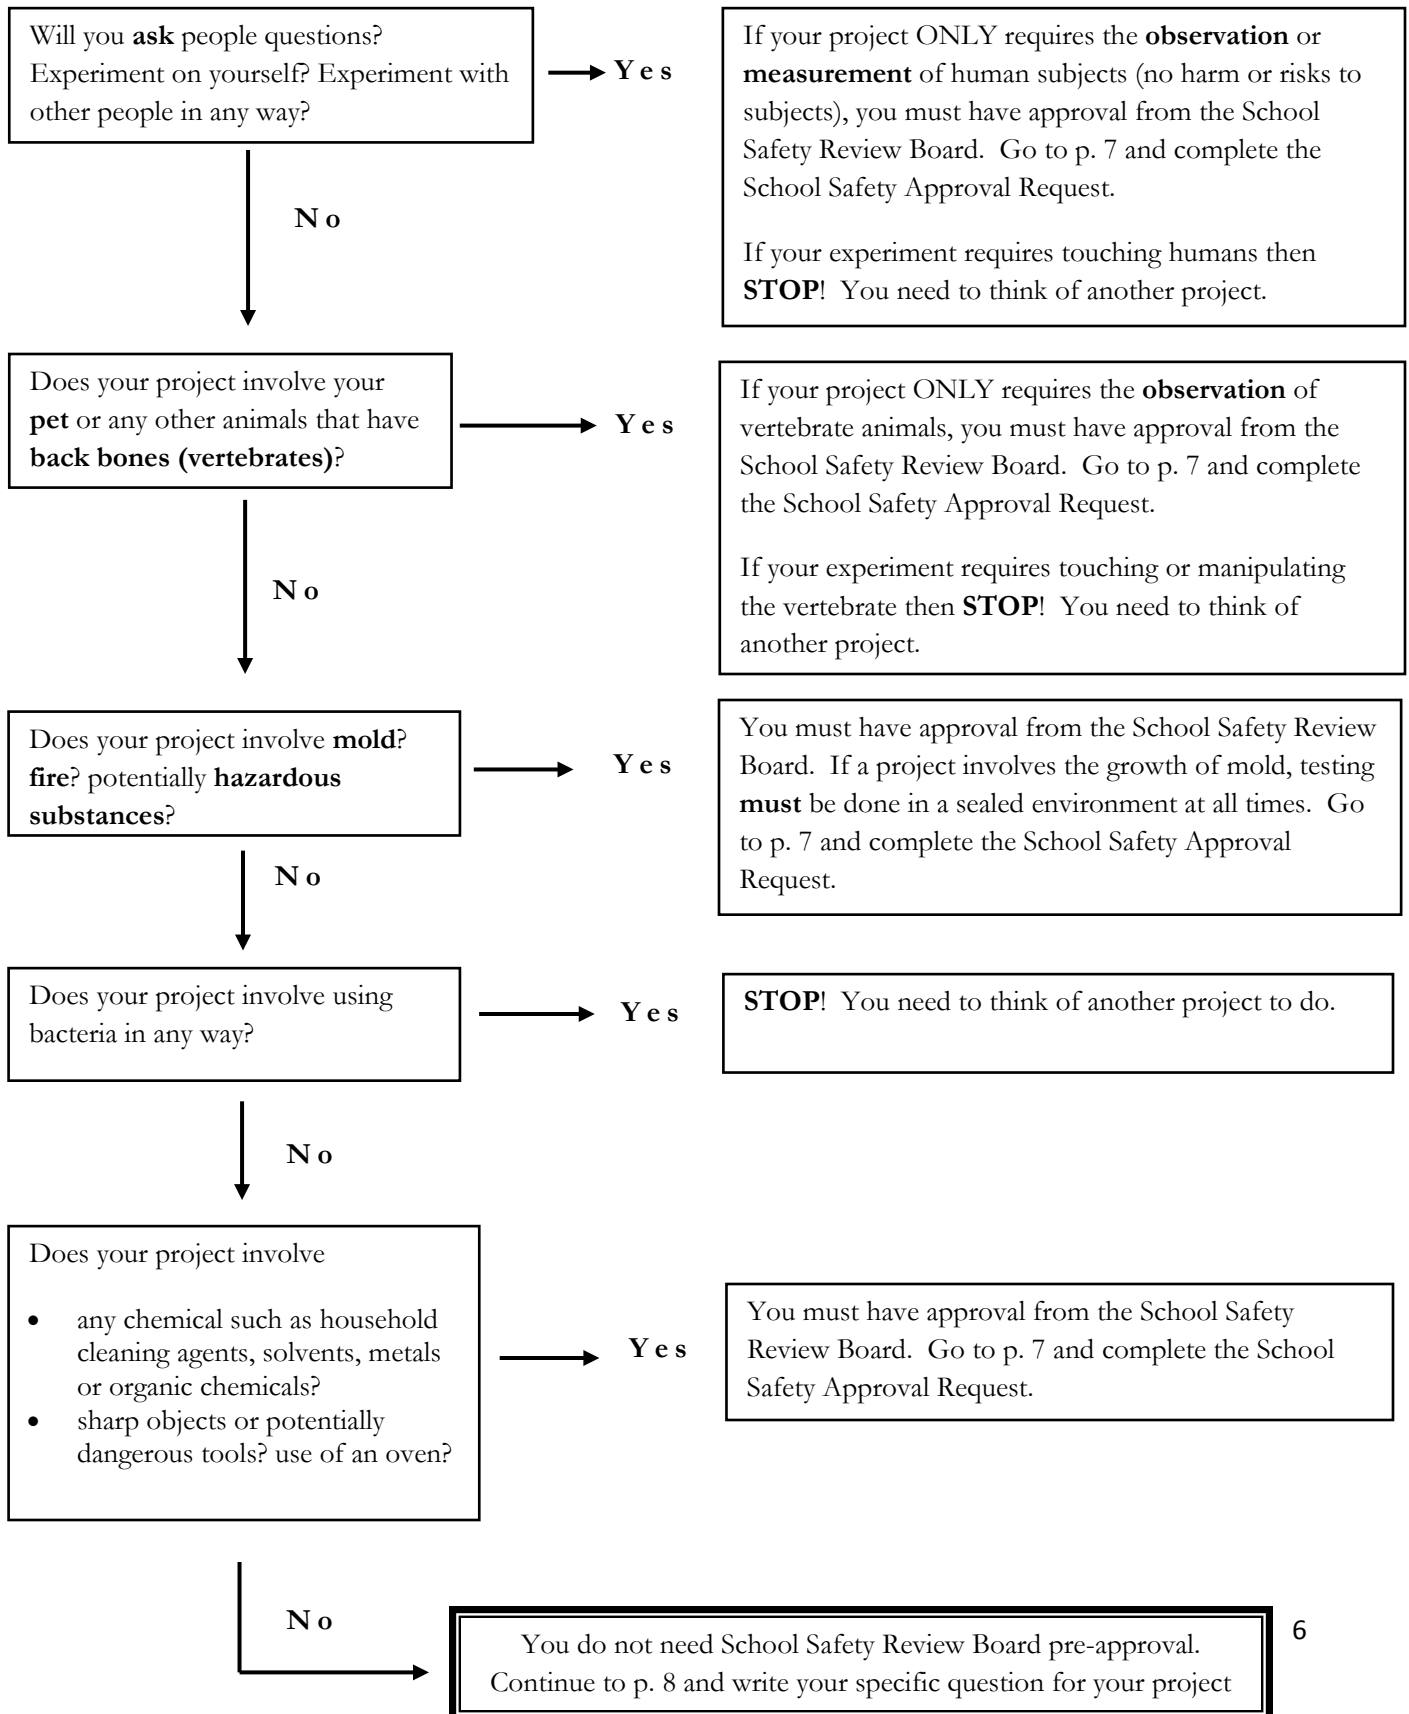 Will you ask people questions?
Experiment on yourself? Experiment with
other people in any way?
Yes
If your project ONLY requires the observation or
measurement of human subjects (no harm or risks to
subjects), you must have approval from the School
Safety Review Board. Go to p. 7 and complete the
School Safety Approval Request.
If your experiment requires touching humans then
STOP! You need to think of another project.
No
Does your project involve your
pet or any other animals that have
back bones (vertebrates)?
Yes
If your project ONLY requires the observation of
vertebrate animals, you must have approval from the
School Safety Review Board. Go to p. 7 and complete
the School Safety Approval Request.
If your experiment requires touching or manipulating
the vertebrate then STOP! You need to think of
another project.
No
Does your project involve mold?
fire? potentially hazardous
substances?
Yes
You must have approval from the School Safety Review
Board. If a project involves the growth of mold, testing
must be done in a sealed environment at all times. Go
to p. 7 and complete the School Safety Approval
Request.
No
Does your project involve using
bacteria in any way?
Yes
STOP! You need to think of another project to do.
No
Does your project involve
• any chemical such as household
cleaning agents, solvents, metals
or organic chemicals?
• sharp objects or potentially
dangerous tools? use of an oven?
Yes
You must have approval from the School Safety
Review Board. Go to p. 7 and complete the School
Safety Approval Request.
No
You do not need School Safety Review Board pre-approval.
Continue to p. 8 and write your specific question for your project
6